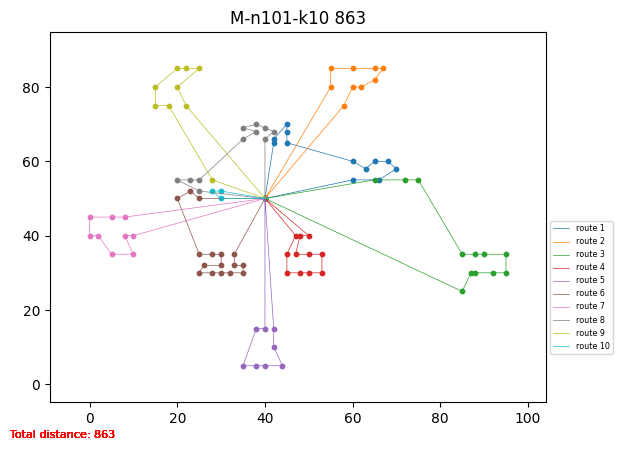 M-n101-k10 863
80
60
40
20
0
0 20 40 60 80 100
route 1
route 2
route 3
route 4
route 5
route 6
route 7
route 8
route 9
route 10
Total distance: 863